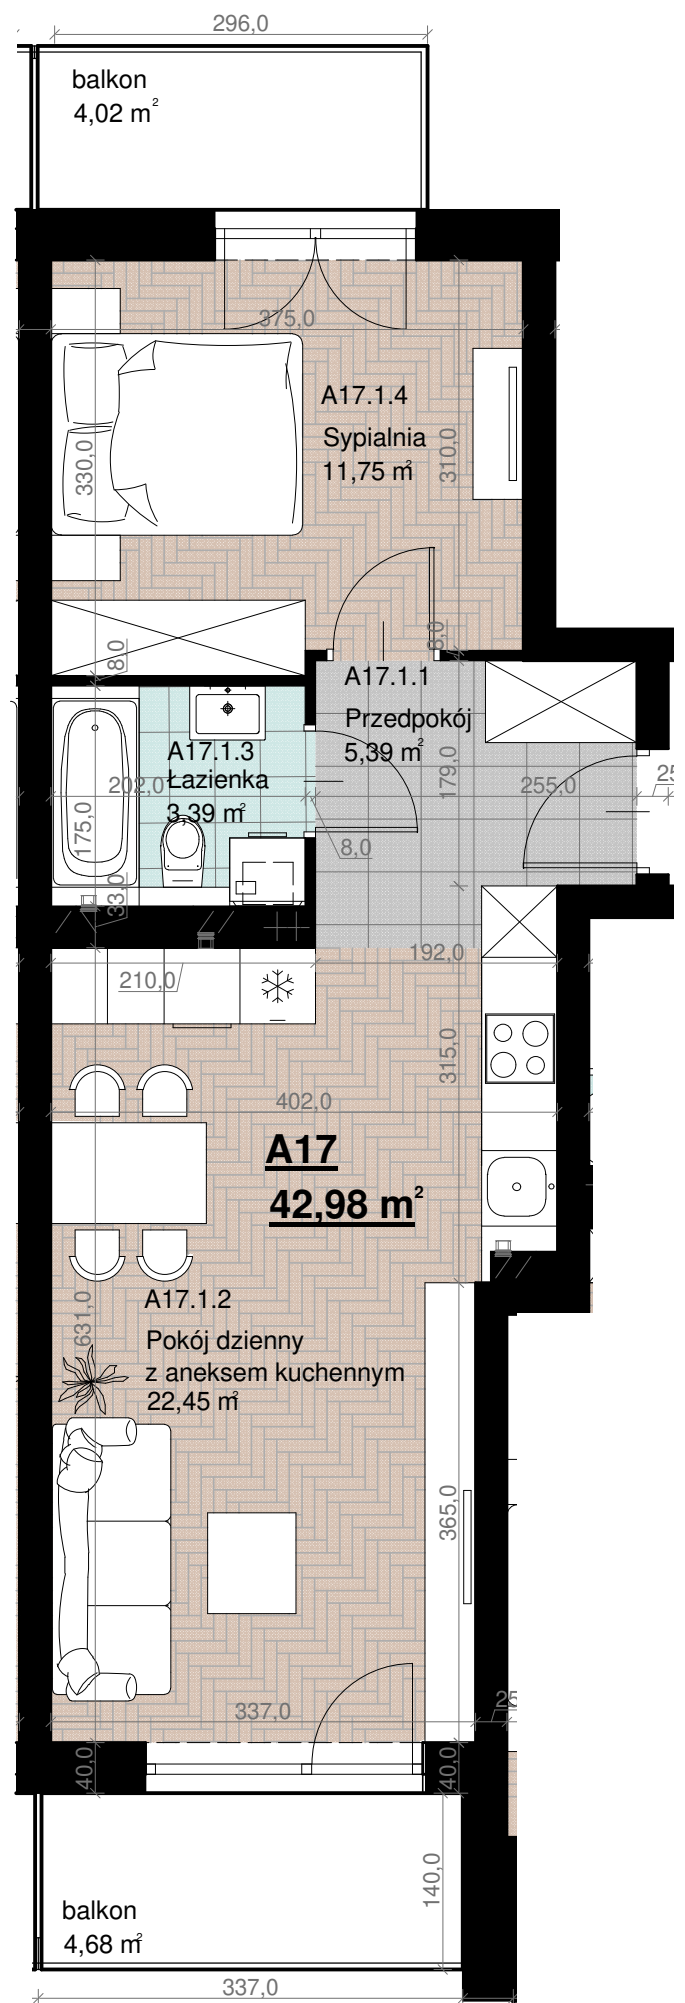 296,0
balkon
4,02 m²
375,0
A17.1.4
Sypialnia
11,75 m²
330,0
310,0
8,0
8,0
A17.1.1
Przedpokój
5,39 m²
A17.1.3
Łazienka
3,39 m²
202,0
175,0
179,0
255,0
25
8,0
33,0
210,0
192,0
315,0
402,0
A17
42,98 m²
631,0
A17.1.2
Pokój dzienny
z aneksem kuchennym
22,45 m²
365,0
337,0
25
40,0
40,0
140,0
balkon
4,68 m²
337,0